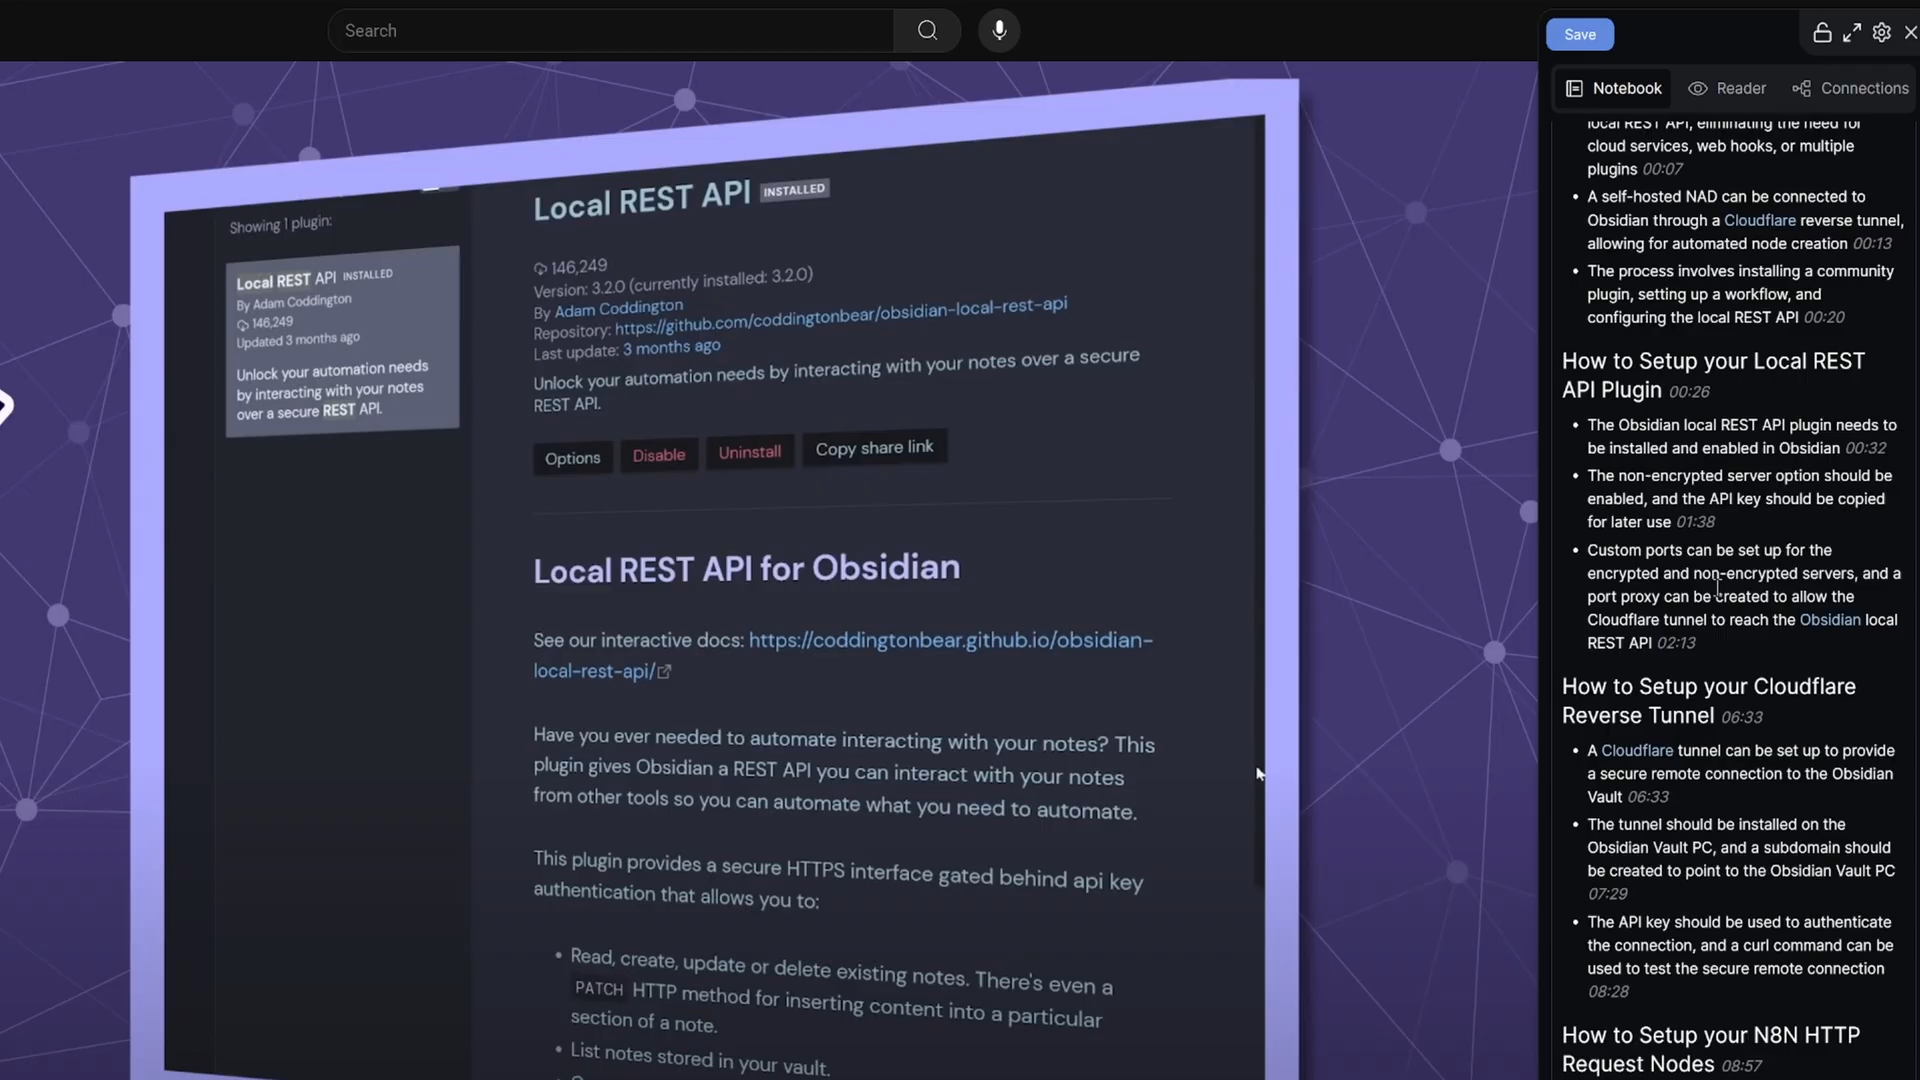 Search
Save
Notebook
Reader
Connections
Showing 1 plugin:
Local REST API INSTALLED
By Adam Coddington
146,249
Updated 3 months ago
Unlock your automation needs
by interacting with your notes
over a secure REST API.
Local REST API INSTALLED
146,249
Version: 3.2.0 (currently installed: 3.2.0)
By Adam Coddington
Repository: https://github.com/coddingtonbear/obsidian-local-rest-api
Last update: 3 months ago
Unlock your automation needs by interacting with your notes over a secure
REST API.
Options
Disable
Uninstall
Copy share link
Local REST API for Obsidian
See our interactive docs: https://coddingtonbear.github.io/obsidian-
local-rest-api/
Have you ever needed to automate interacting with your notes? This
plugin gives Obsidian a REST API you can interact with your notes
from other tools so you can automate what you need to automate.
This plugin provides a secure HTTPS interface gated behind api key
authentication that allows you to:
• Read, create, update or delete existing notes. There's even a
PATCH HTTP method for inserting content into a particular
section of a note.
• List notes stored in your vault.
local REST API, eliminating the need for
cloud services, web hooks, or multiple
plugins 00:07
• A self-hosted NAD can be connected to
Obsidian through a Cloudflare reverse tunnel,
allowing for automated node creation 00:13
• The process involves installing a community
plugin, setting up a workflow, and
configuring the local REST API 00:20
How to Setup your Local REST
API Plugin 00:26
• The Obsidian local REST API plugin needs to
be installed and enabled in Obsidian 00:32
• The non-encrypted server option should be
enabled, and the API key should be copied
for later use 01:38
• Custom ports can be set up for the
encrypted and non-encrypted servers, and a
port proxy can be created to allow the
Cloudflare tunnel to reach the Obsidian local
REST API 02:13
How to Setup your Cloudflare
Reverse Tunnel 06:33
• A Cloudflare tunnel can be set up to provide
a secure remote connection to the Obsidian
Vault 06:33
• The tunnel should be installed on the
Obsidian Vault PC, and a subdomain should
be created to point to the Obsidian Vault PC
07:29
• The API key should be used to authenticate
the connection, and a curl command can be
used to test the secure remote connection
08:28
How to Setup your N8N HTTP
Request Nodes 08:57